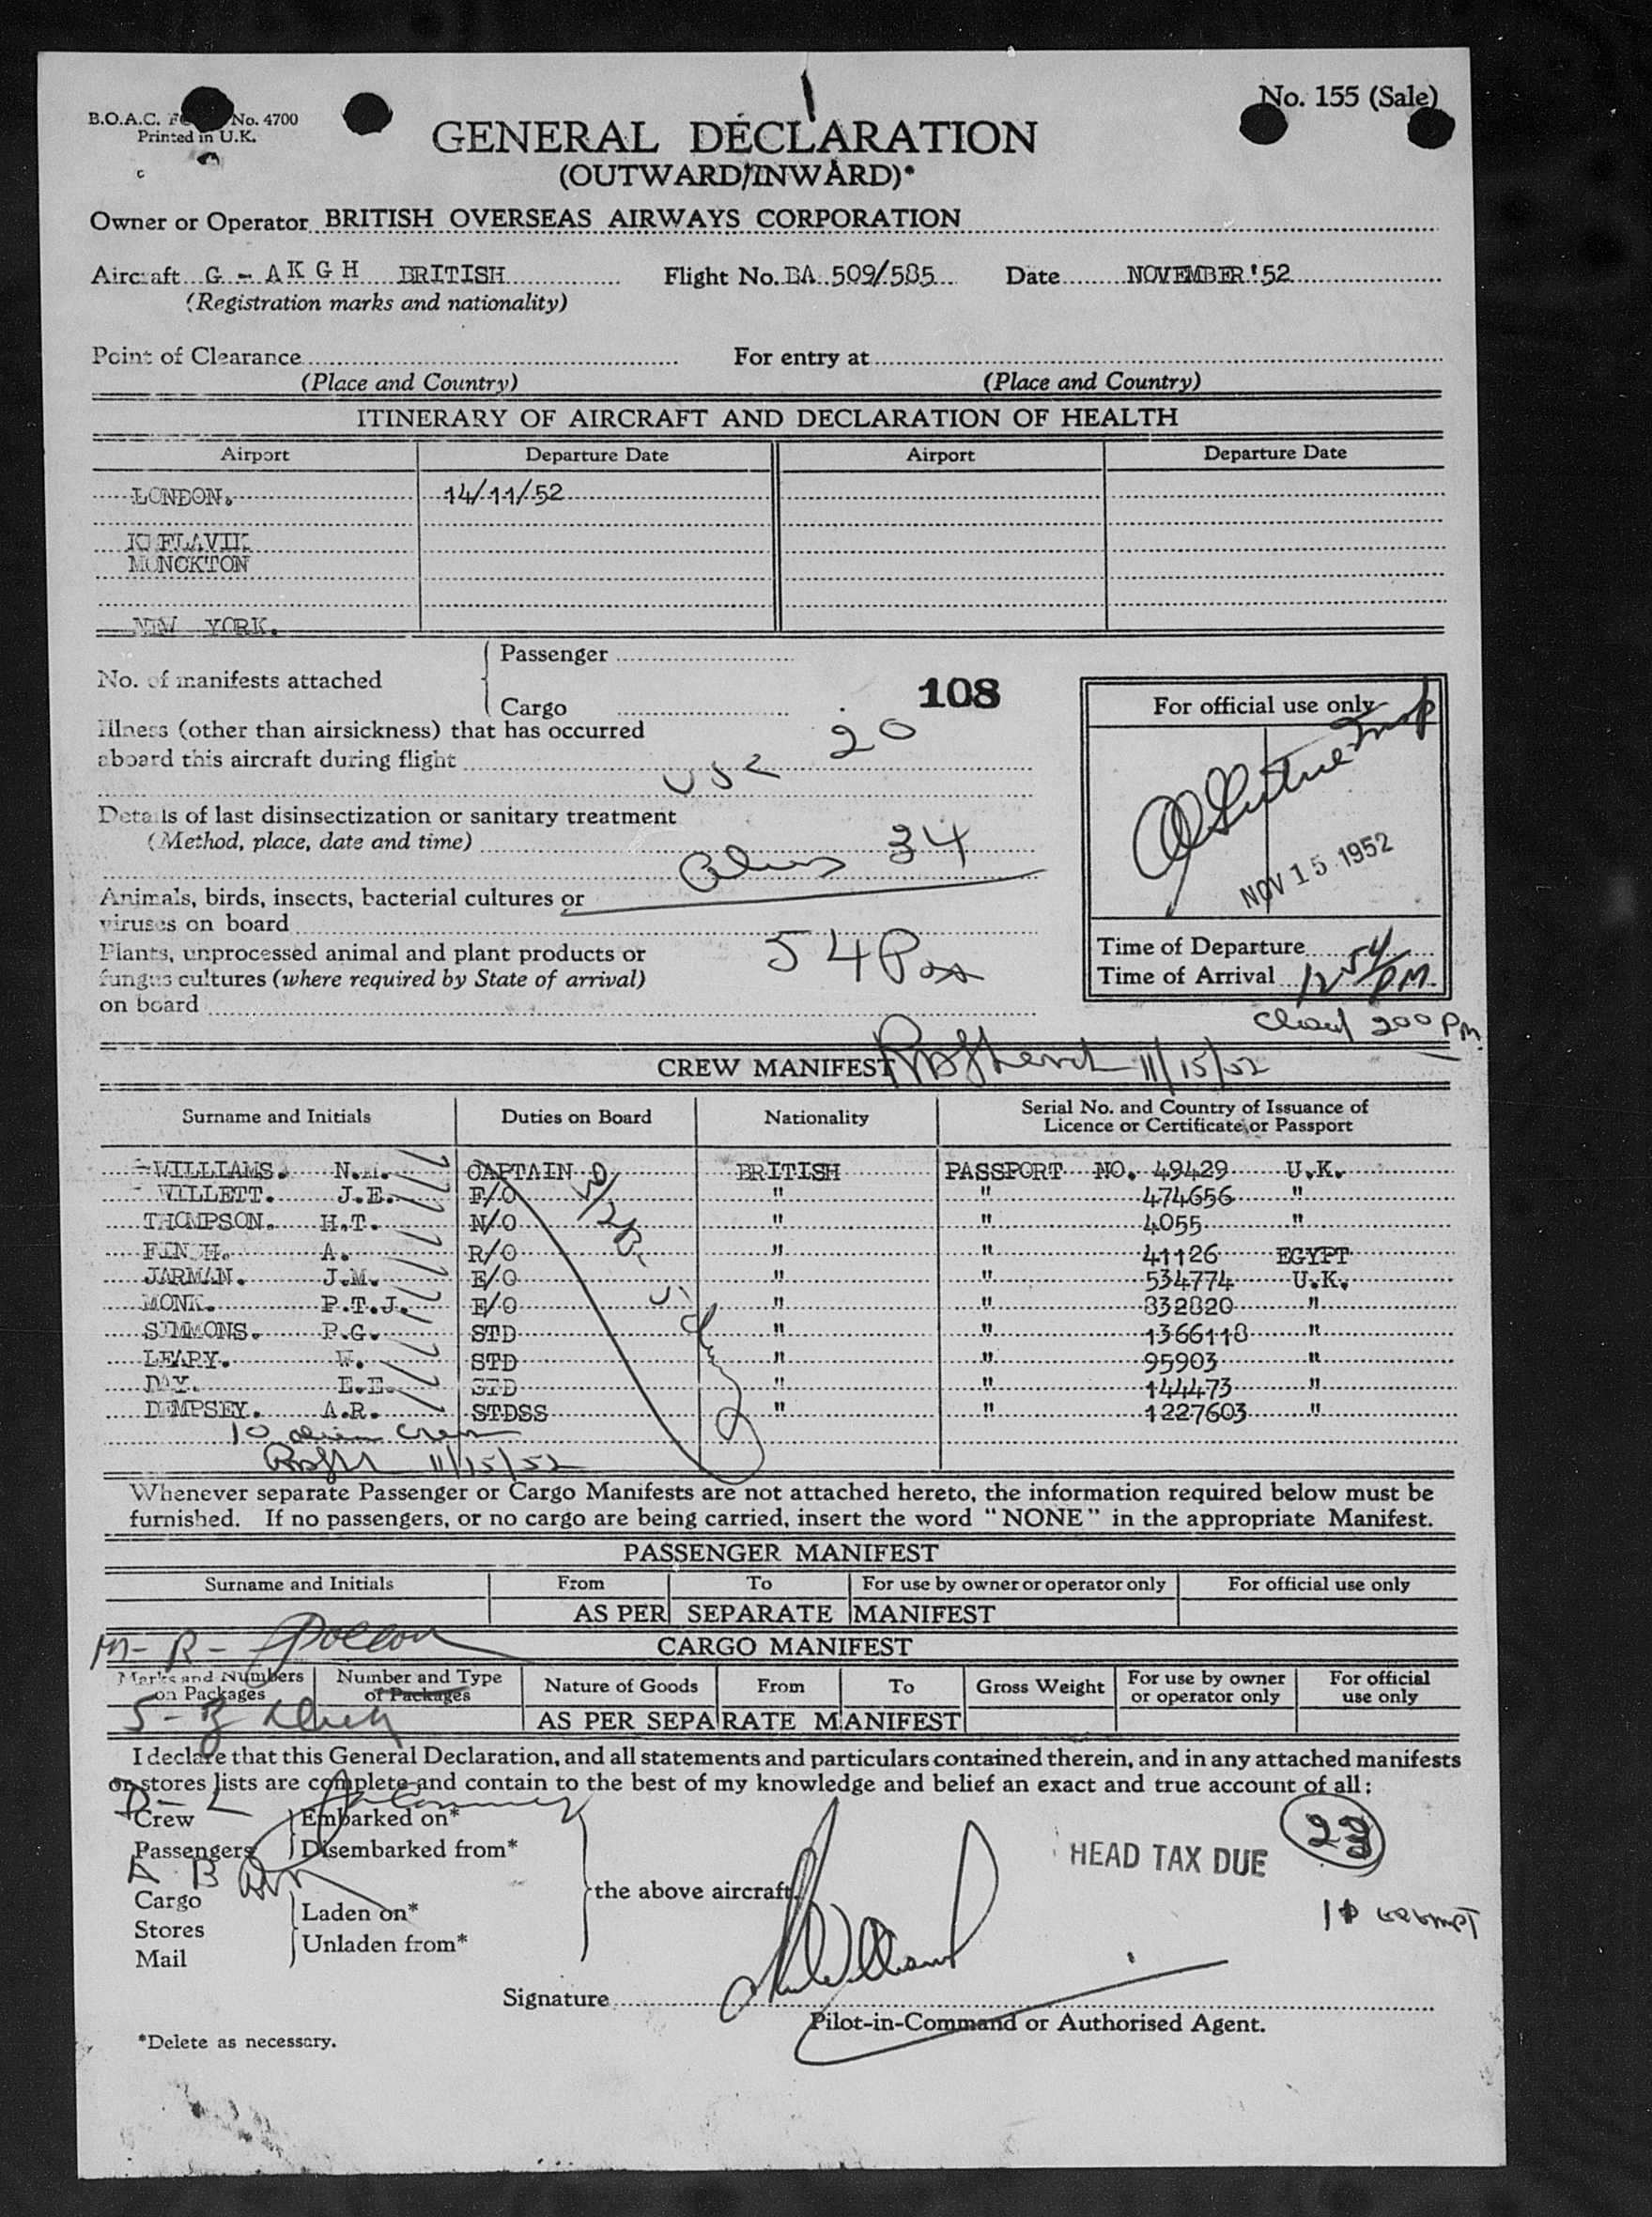 B.O.A.C. No. 4700
Printed in U.K.
No. 155 (Sale)
GENERAL DECLARATION
(OUTWARD/INWARD)*
Owner or Operator BRITISH OVERSEAS AIRWAYS CORPORATION
Aircraft G - AKGH BRITISH Flight No. BA 509/585 Date NOVEMBER '52
(Registration marks and nationality)
Point of Clearance For entry at
(Place and Country) (Place and Country)
ITINERARY OF AIRCRAFT AND DECLARATION OF HEALTH
Airport Departure Date Airport Departure Date
LONDON. 14/11/52
KEFLAVIK
MONCKTON
NEW YORK.
No. of manifests attached
Passenger
Cargo
108
Illness (other than airsickness) that has occurred
aboard this aircraft during flight
USC 20
Details of last disinsectization or sanitary treatment
(Method, place, date and time)
Aliens 34
Animals, birds, insects, bacterial cultures or
viruses on board
Plants, unprocessed animal and plant products or
fungus cultures (where required by State of arrival)
on board
54 Pax
For official use only
NOV 15 1952
Time of Departure
Time of Arrival 12 54 PM.
Closed 200 PM
CREW MANIFEST 11/15/52
Surname and Initials Duties on Board Nationality Serial No. and Country of Issuance of
Licence or Certificate or Passport
WILLIAMS. N.M. CAPTAIN BRITISH PASSPORT NO. 49429 U.K.
WILLETT. J.E. F/O " " 474656 "
THOMPSON. H.T. N/O " " 4055 "
FINCH. A. R/O " " 41126 EGYPT
JARMAN. J.M. E/O " " 534774 U.K.
MONK. P.T.J. E/O " " 832820 "
SIMMONS. P.G. STD " " 1366118 "
LEARY. W. STD " " 95903 "
DAY. E.E. STD " " 144473 "
DEMPSEY. A.R. STDSS " " 1227603 "
10 alien crew
11/15/52
Whenever separate Passenger or Cargo Manifests are not attached hereto, the information required below must be
furnished. If no passengers, or no cargo are being carried, insert the word "NONE" in the appropriate Manifest.
PASSENGER MANIFEST
Surname and Initials From To For use by owner or operator only For official use only
AS PER SEPARATE MANIFEST
M - R -
CARGO MANIFEST
Marks and Numbers on Packages Number and Type of Packages Nature of Goods From To Gross Weight For use by owner or operator only For official use only
S - B
AS PER SEPARATE MANIFEST
I declare that this General Declaration, and all statements and particulars contained therein, and in any attached manifests
or stores lists are complete and contain to the best of my knowledge and belief an exact and true account of all:
D - L
Crew Embarked on*
Passengers Disembarked from*
A B
the above aircraft.
Cargo Laden on*
Stores
Unladen from*
Mail
HEAD TAX DUE
exempt
Signature
Pilot-in-Command or Authorised Agent.
*Delete as necessary.